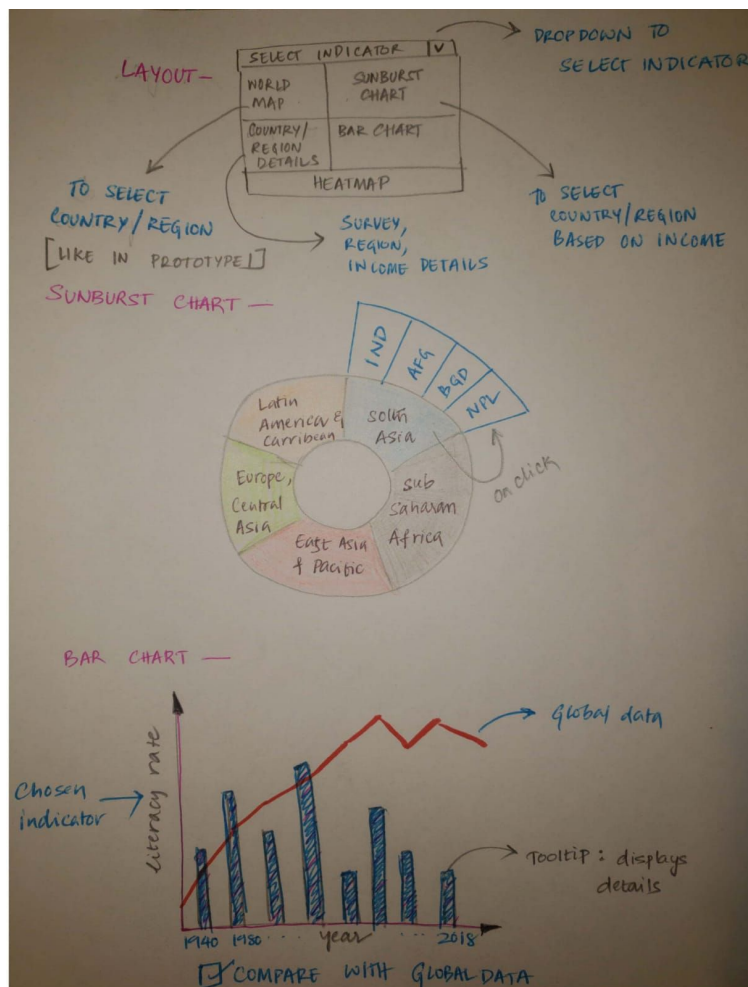 LAYOUT —
SELECT INDICATOR V
DROPDOWN TO
SELECT INDICATOR
WORLD
MAP
SUNBURST
CHART
COUNTRY/
REGION
DETAILS
BAR CHART
HEATMAP
TO SELECT
COUNTRY/REGION
[LIKE IN PROTOTYPE 1]
SURVEY,
REGION,
INCOME DETAILS
TO SELECT
COUNTRY/REGION
BASED ON INCOME
SUNBURST CHART —
IND
AFG
BGD
NPL
Latin
America &
Carribean
South
Asia
on click
Europe,
Central
Asia
Sub
Saharan
Africa
East Asia
& Pacific
BAR CHART —
Global data
literacy rate
Chosen
indicator
Tooltip : displays
details
1940 1980 . . . . year . . . . 2018
COMPARE WITH GLOBAL DATA